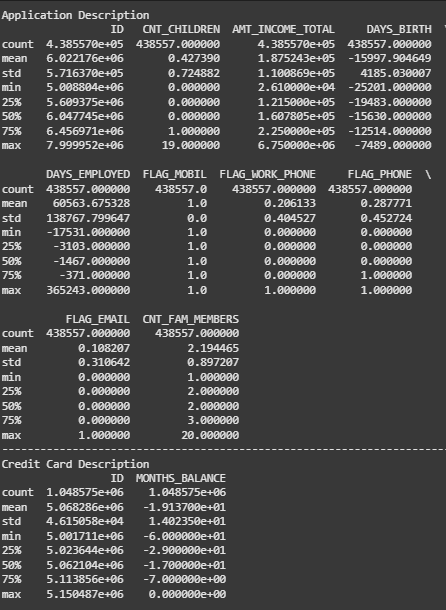 Application Description
ID CNT_CHILDREN AMT_INCOME_TOTAL DAYS_BIRTH \
count 4.385570e+05 438557.000000 4.385570e+05 438557.000000
mean 6.022176e+06 0.427390 1.875243e+05 -15997.904649
std 5.716370e+05 0.724882 1.100869e+05 4185.030007
min 5.008804e+06 0.000000 2.610000e+04 -25201.000000
25% 5.609375e+06 0.000000 1.215000e+05 -19483.000000
50% 6.047745e+06 0.000000 1.607805e+05 -15630.000000
75% 6.456971e+06 1.000000 2.250000e+05 -12514.000000
max 7.999952e+06 19.000000 6.750000e+06 -7489.000000
DAYS_EMPLOYED FLAG_MOBIL FLAG_WORK_PHONE FLAG_PHONE \
count 438557.000000 438557.0 438557.000000 438557.000000
mean 60563.675328 1.0 0.206133 0.287771
std 138767.799647 0.0 0.404527 0.452724
min -17531.000000 1.0 0.000000 0.000000
25% -3103.000000 1.0 0.000000 0.000000
50% -1467.000000 1.0 0.000000 0.000000
75% -371.000000 1.0 0.000000 1.000000
max 365243.000000 1.0 1.000000 1.000000
FLAG_EMAIL CNT_FAM_MEMBERS
count 438557.000000 438557.000000
mean 0.108207 2.194465
std 0.310642 0.897207
min 0.000000 1.000000
25% 0.000000 2.000000
50% 0.000000 2.000000
75% 0.000000 3.000000
max 1.000000 20.000000
----------------------------------------------------------------
Credit Card Description
ID MONTHS_BALANCE
count 1.048575e+06 1.048575e+06
mean 5.068286e+06 -1.913700e+01
std 4.615058e+04 1.402350e+01
min 5.001711e+06 -6.000000e+01
25% 5.023644e+06 -2.900000e+01
50% 5.062104e+06 -1.700000e+01
75% 5.113856e+06 -7.000000e+00
max 5.150487e+06 0.000000e+00